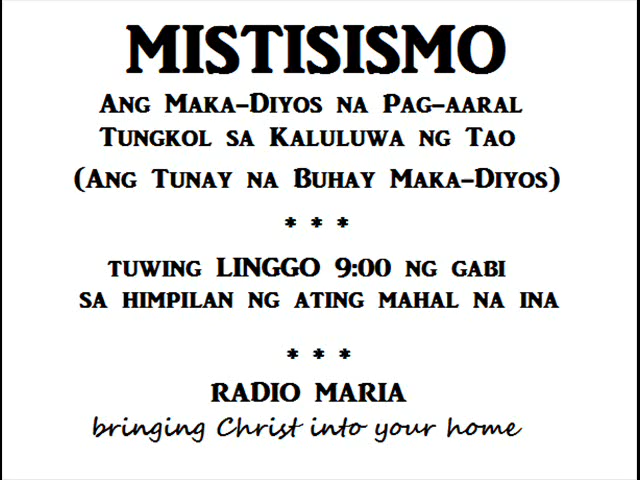 MISTISISMO
Ang Maka-Diyos na Pag-aaral
Tungkol sa Kaluluwa ng Tao
(Ang Tunay na Buhay Maka-Diyos)
* * *
tuwing LINGGO 9:00 ng gabi
sa himpilan ng ating mahal na ina
* * *
RADIO MARIA
bringing Christ into your home